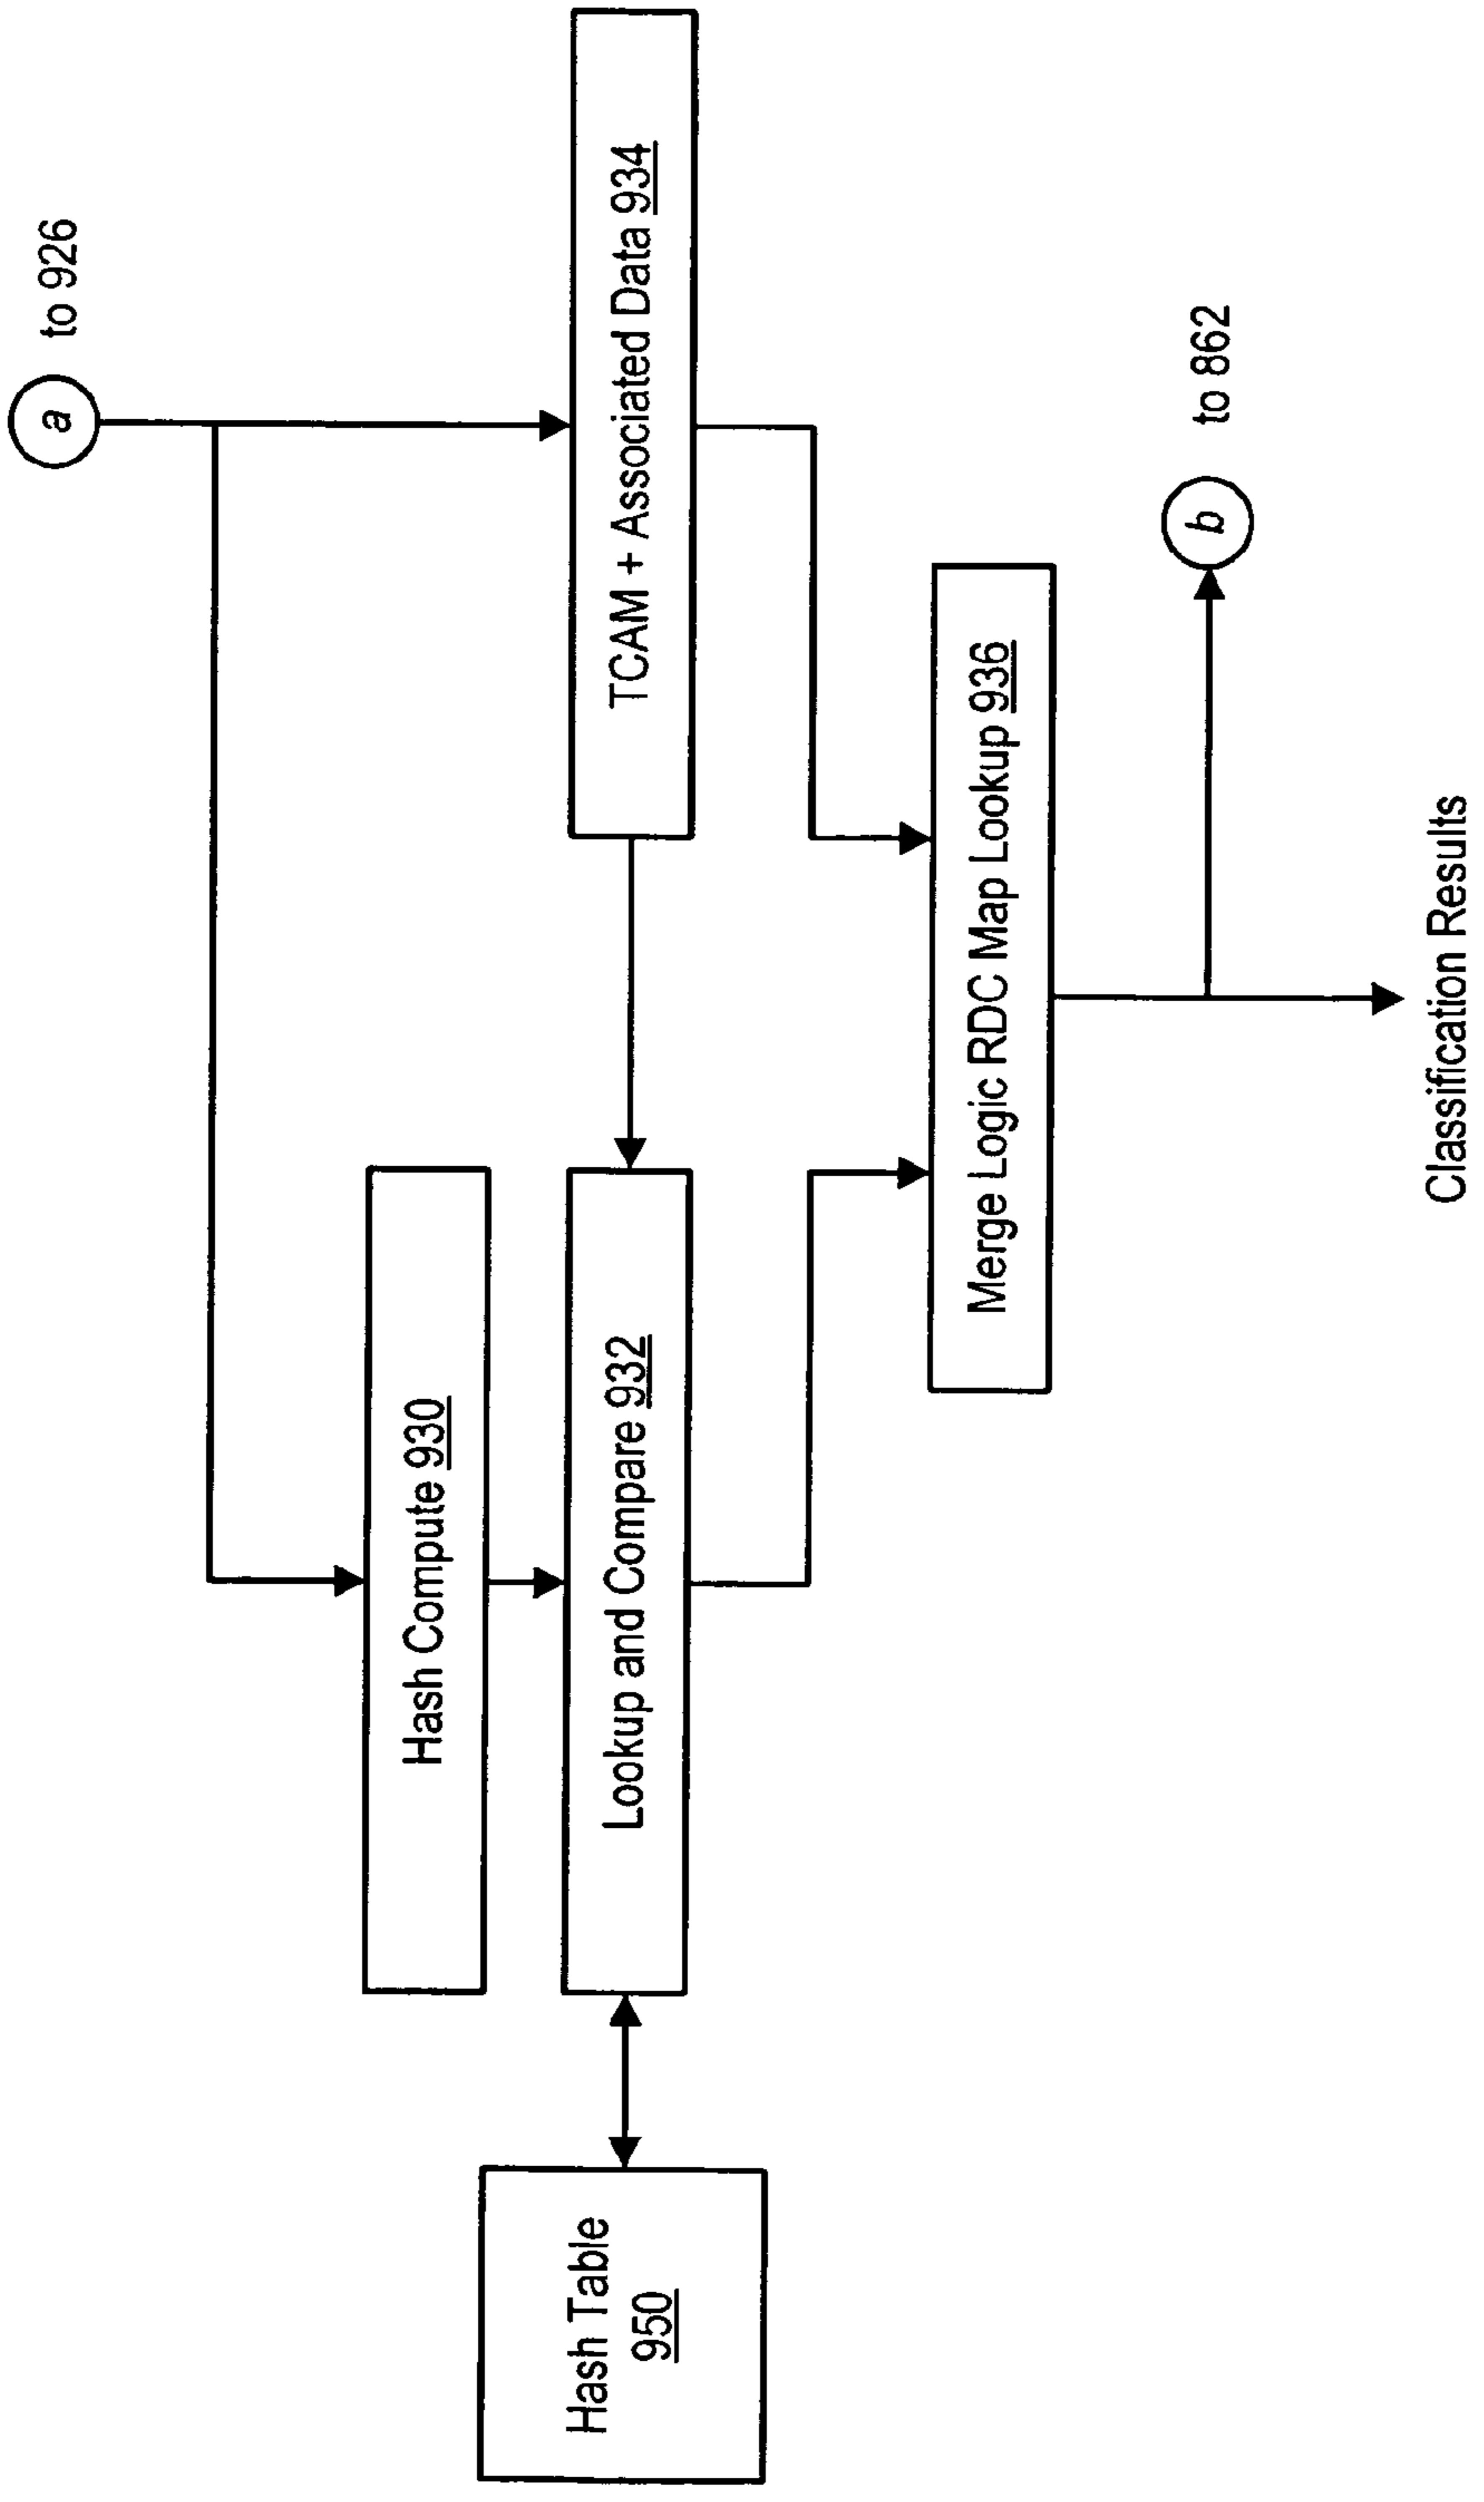 a
to 926
Hash Compute 930
TCAM + Associated Data 934
Lookup and Compare 932
Hash Table
950
Merge Logic RDC Map Lookup 936
b
to 862
Classification Results